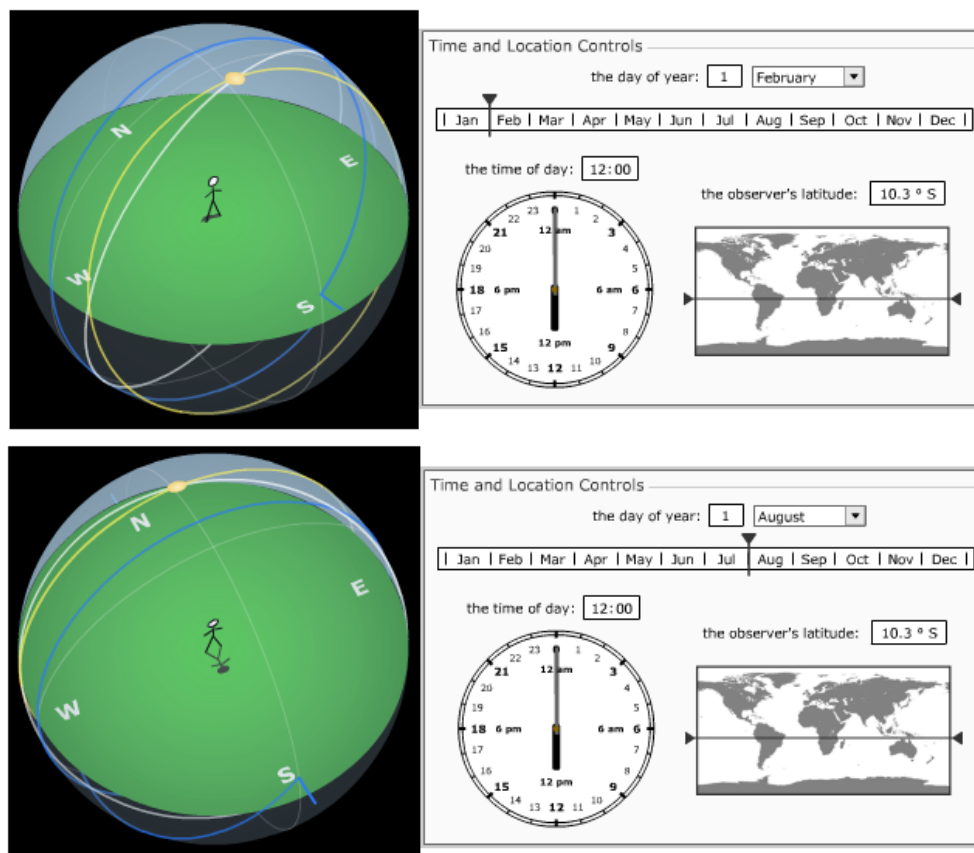 N
E
W
S
Time and Location Controls
the day of year: 1 February
Jan Feb Mar Apr May Jun Jul Aug Sep Oct Nov Dec
the time of day: 12:00
the observer's latitude: 10.3 ° S
23 12 am 1
22 2
21 3
20 4
19 5
18 6 pm 6 am 6
17 7
16 8
12 pm
15 9
14 10
13 12 11
N
E
W
S
Time and Location Controls
the day of year: 1 August
Jan Feb Mar Apr May Jun Jul Aug Sep Oct Nov Dec
the time of day: 12:00
the observer's latitude: 10.3 ° S
23 12 am 1
22 2
21 3
20 4
19 5
18 6 pm 6 am 6
17 7
16 8
12 pm
15 9
14 10
13 12 11